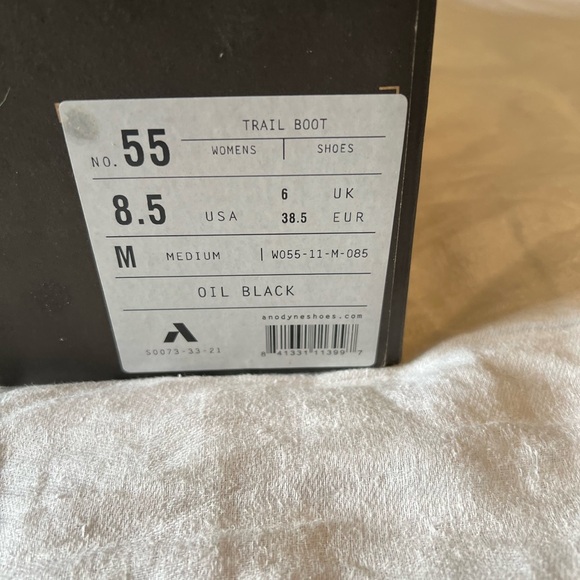 TRAIL BOOT
NO. 55 WOMENS SHOES
8.5 USA 6 UK
38.5 EUR
M MEDIUM W055-11-M-085
OIL BLACK
anodyneshoes.com
S0073-33-21 8 41331 11399 7